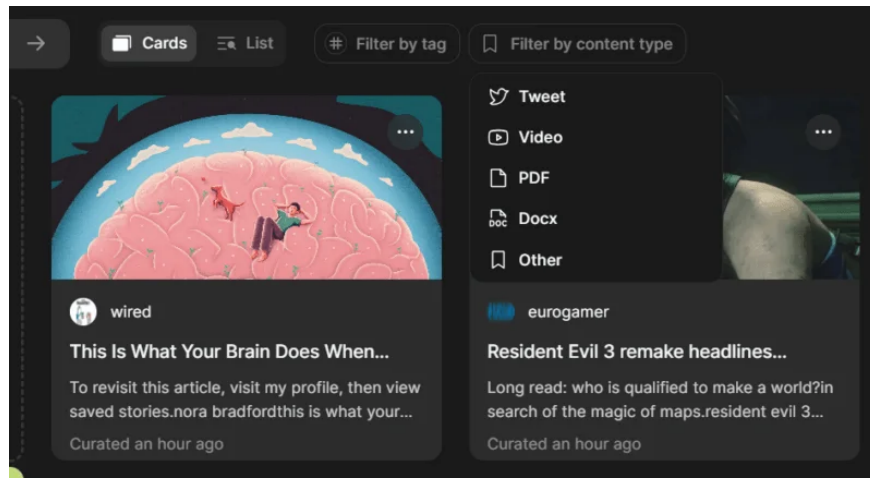 Cards
List
Filter by tag
Filter by content type
Tweet
Video
PDF
DOC
Docx
Other
wired
This Is What Your Brain Does When...
To revisit this article, visit my profile, then view
saved stories.nora bradfordthis is what your...
Curated an hour ago
eurogamer
Resident Evil 3 remake headlines...
Long read: who is qualified to make a world?in
search of the magic of maps.resident evil 3...
Curated an hour ago